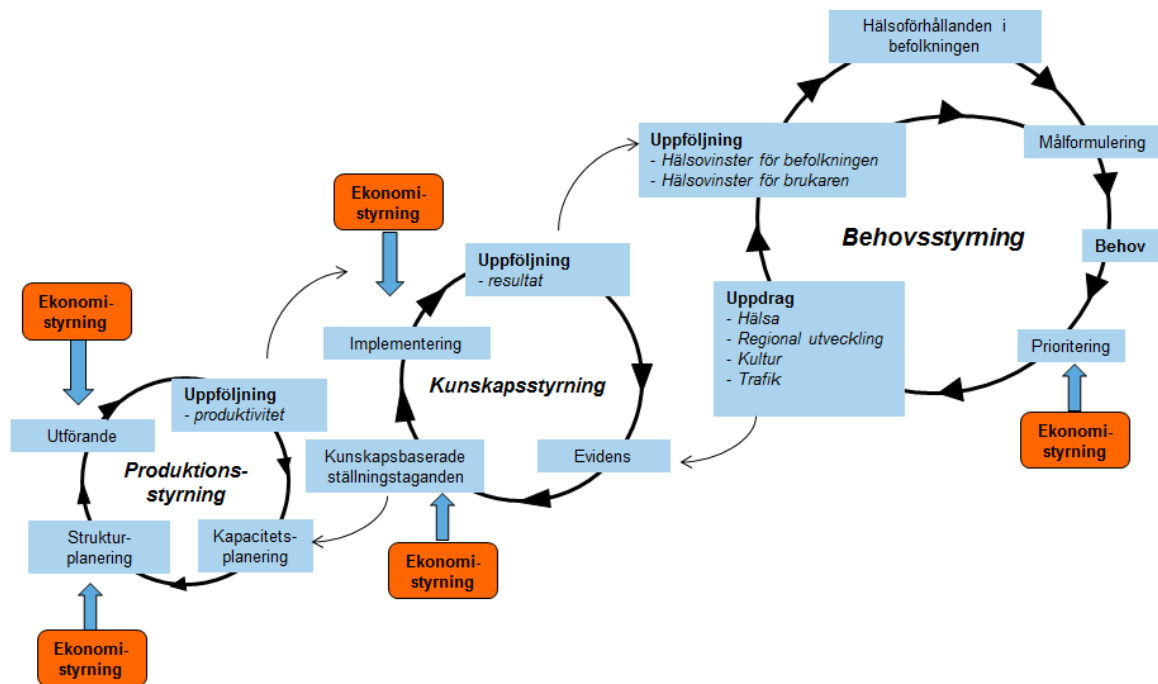 Hälsoförhållanden i
befolkningen
Uppföljning
- Hälsovinster för befolkningen
- Hälsovinster för brukaren
Målformulering
Behovsstyrning
Behov
Uppdrag
- Hälsa
- Regional utveckling
- Kultur
- Trafik
Prioritering
Ekonomi-
styrning
Ekonomi-
styrning
Uppföljning
- resultat
Implementering
Kunskapsstyrning
Kunskapsbaserade
ställningstaganden
Evidens
Ekonomi-
styrning
Ekonomi-
styrning
Uppföljning
- produktivitet
Utförande
Produktions-
styrning
Struktur-
planering
Kapacitets-
planering
Ekonomi-
styrning